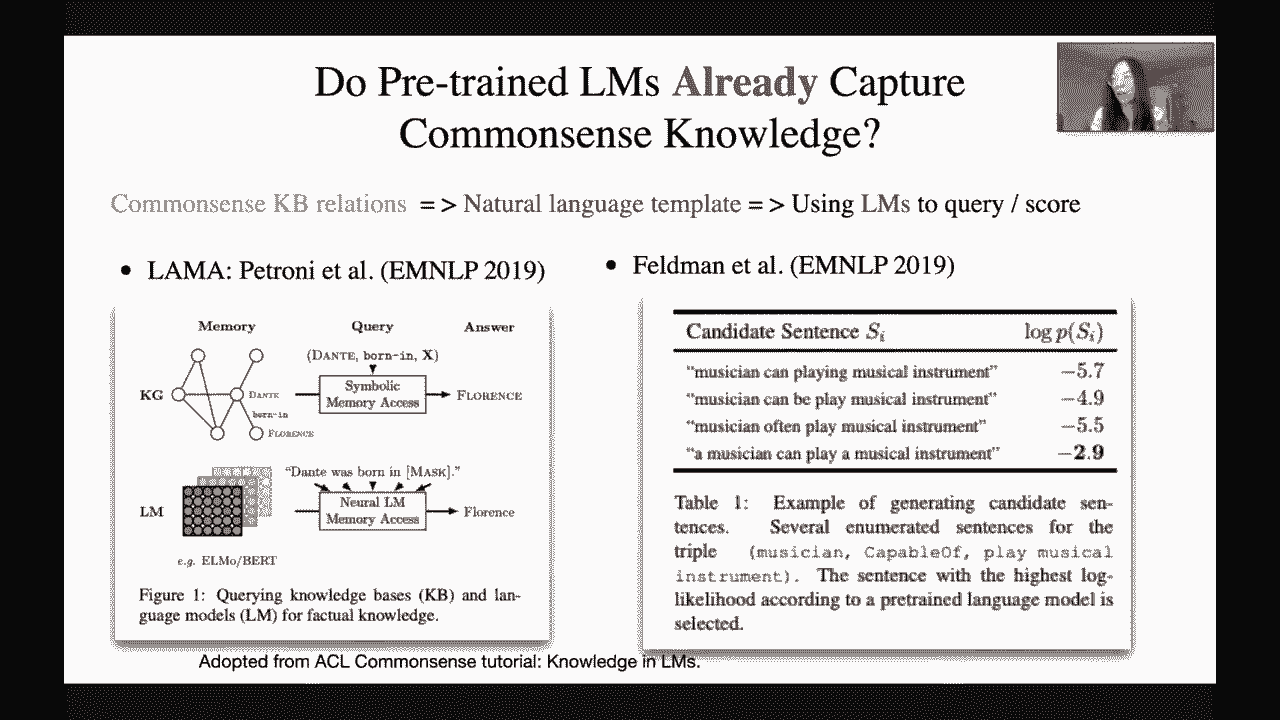 Do Pre-trained LMs Already Capture
Commonsense Knowledge?
Commonsense KB relations => Natural language template => Using LMs to query / score
• LAMA: Petroni et al. (EMNLP 2019)
Memory Query Answer
(DANTE, born-in, X)
KG
Symbolic
Memory Access
FLORENCE
DANTE
born-in
FLORENCE
"Dante was born in [MASK]."
LM
Neural LM
Memory Access
Florence
e.g. ELMo/BERT
Figure 1: Querying knowledge bases (KB) and lan-
guage models (LM) for factual knowledge.
• Feldman et al. (EMNLP 2019)
Candidate Sentence Si log p(Si)
"musician can playing musical instrument" −5.7
"musician can be play musical instrument" −4.9
"musician often play musical instrument" −5.5
"a musician can play a musical instrument" −2.9
Table 1: Example of generating candidate sen-
tences. Several enumerated sentences for the
triple (musician, CapableOf, play musical
instrument). The sentence with the highest log-
likelihood according to a pretrained language model is
selected.
Adopted from ACL Commonsense tutorial: Knowledge in LMs.